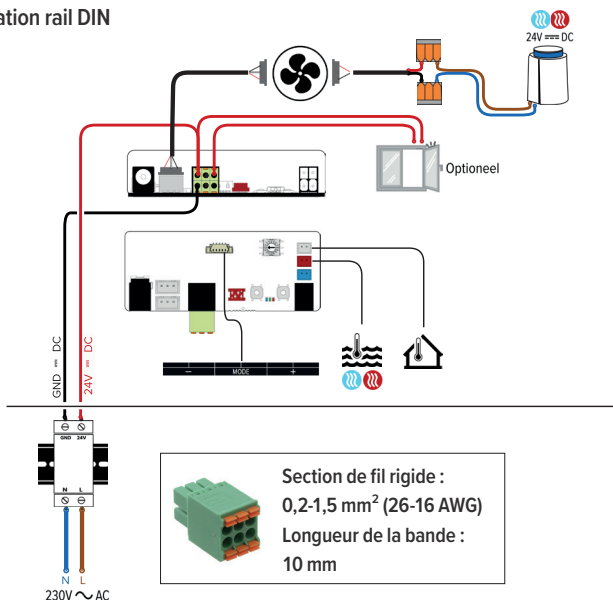 ation rail DIN
24V ⎓ DC
Optioneel
− MODE +
GND ⎓ DC
24V ⎓ DC
GND 24V
N L
N L
230V ∼ AC
Section de fil rigide :
0,2-1,5 mm² (26-16 AWG)
Longueur de la bande :
10 mm